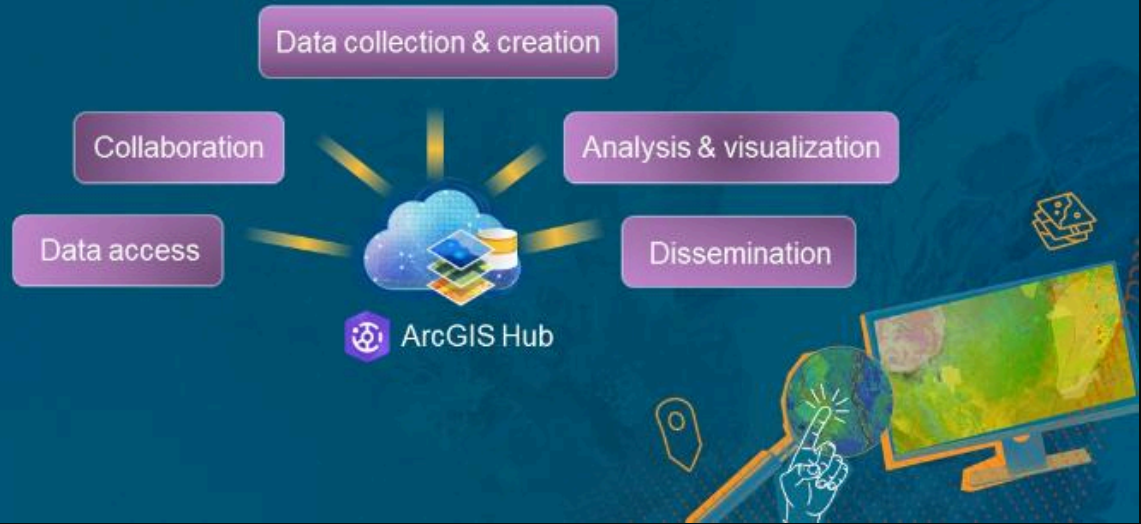 Data collection & creation
Collaboration
Analysis & visualization
Data access
Dissemination
ArcGIS Hub